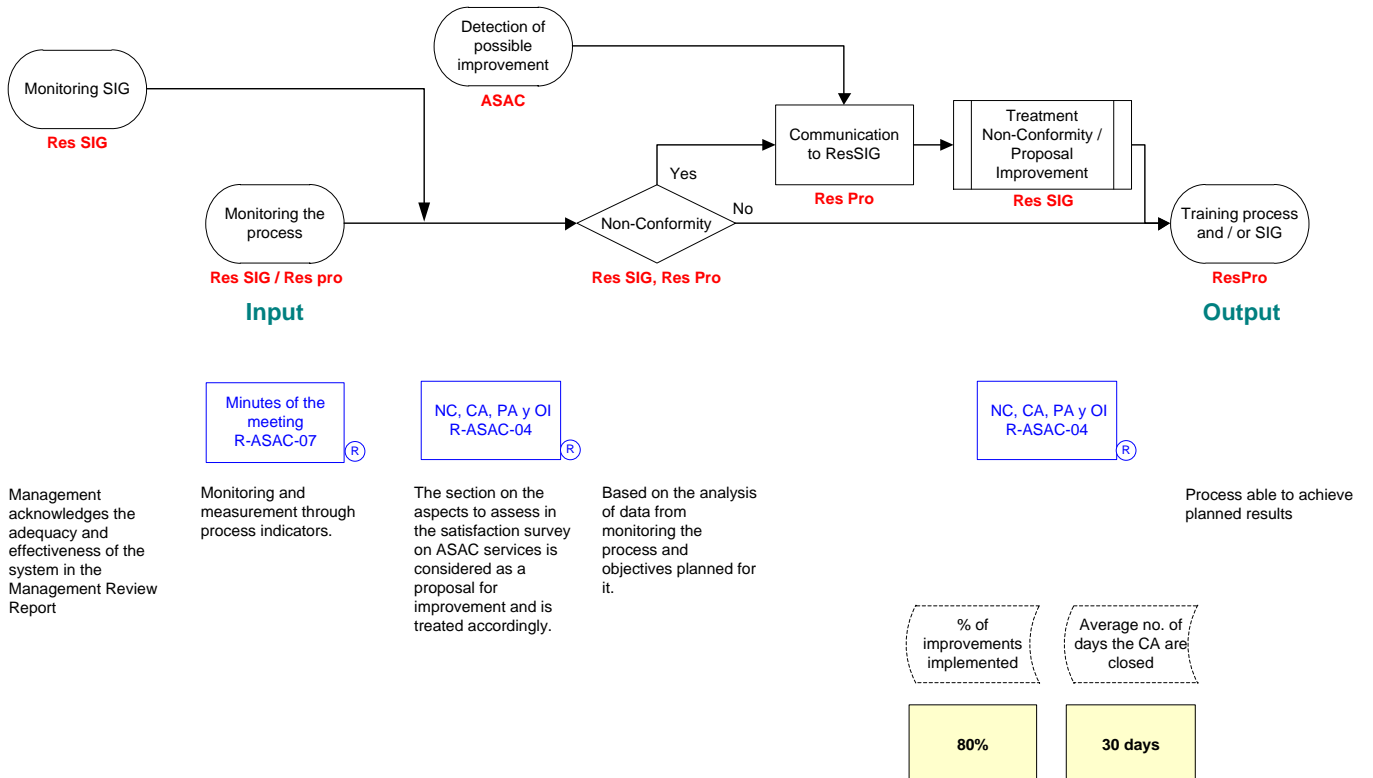 Detection of
possible
improvement
ASAC
Monitoring SIG
Res SIG
Communication
to ResSIG
Res Pro
Treatment
Non-Conformity /
Proposal
Improvement
Res SIG
Yes
No
Monitoring the
process
Res SIG / Res pro
Input
Non-Conformity
Res SIG, Res Pro
Training process
and / or SIG
ResPro
Output
Minutes of the
meeting
R-ASAC-07
R
NC, CA, PA y OI
R-ASAC-04
R
NC, CA, PA y OI
R-ASAC-04
R
Management
acknowledges the
adequacy and
effectiveness of the
system in the
Management Review
Report
Monitoring and
measurement through
process indicators.
The section on the
aspects to assess in
the satisfaction survey
on ASAC services is
considered as a
proposal for
improvement and is
treated accordingly.
Based on the analysis
of data from
monitoring the
process and
objectives planned for
it.
Process able to achieve
planned results
% of
improvements
implemented
Average no. of
days the CA are
closed
80%
30 days